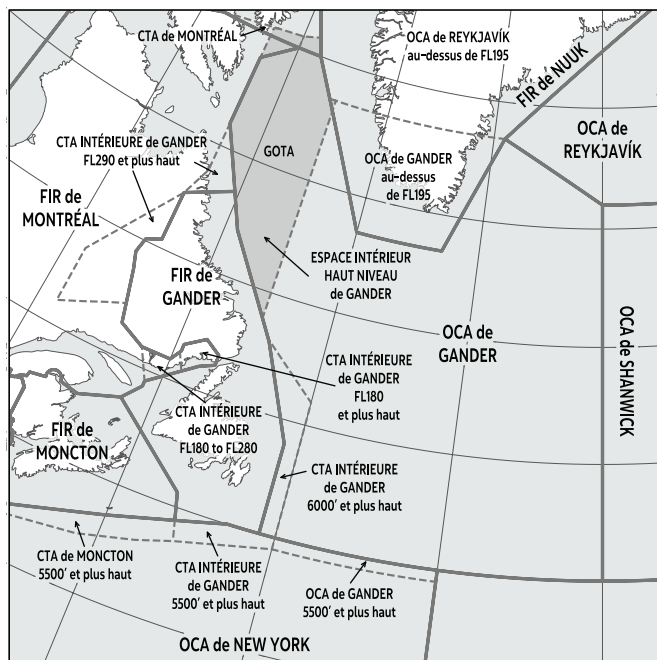 CTA de MONTRÉAL
OCA de REYKJAVÍK
au-dessus de FL195
FIR de NUUK
CTA INTÉRIEURE de GANDER
FL290 et plus haut
GOTA
OCA de GANDER
au-dessus
de FL195
OCA de
REYKJAVÍK
FIR de
MONTRÉAL
FIR de
GANDER
ESPACE INTÉRIEUR
HAUT NIVEAU
de GANDER
OCA de
GANDER
OCA de SHANWICK
CTA INTÉRIEURE
de GANDER
FL180
et plus haut
CTA INTÉRIEURE
de GANDER
FL180 to FL280
FIR de
MONCTON
CTA INTÉRIEURE
de GANDER
6000' et plus haut
CTA de MONCTON
5500' et plus haut
CTA INTÉRIEURE
de GANDER
5500' et plus haut
OCA de GANDER
5500' et plus haut
OCA de NEW YORK